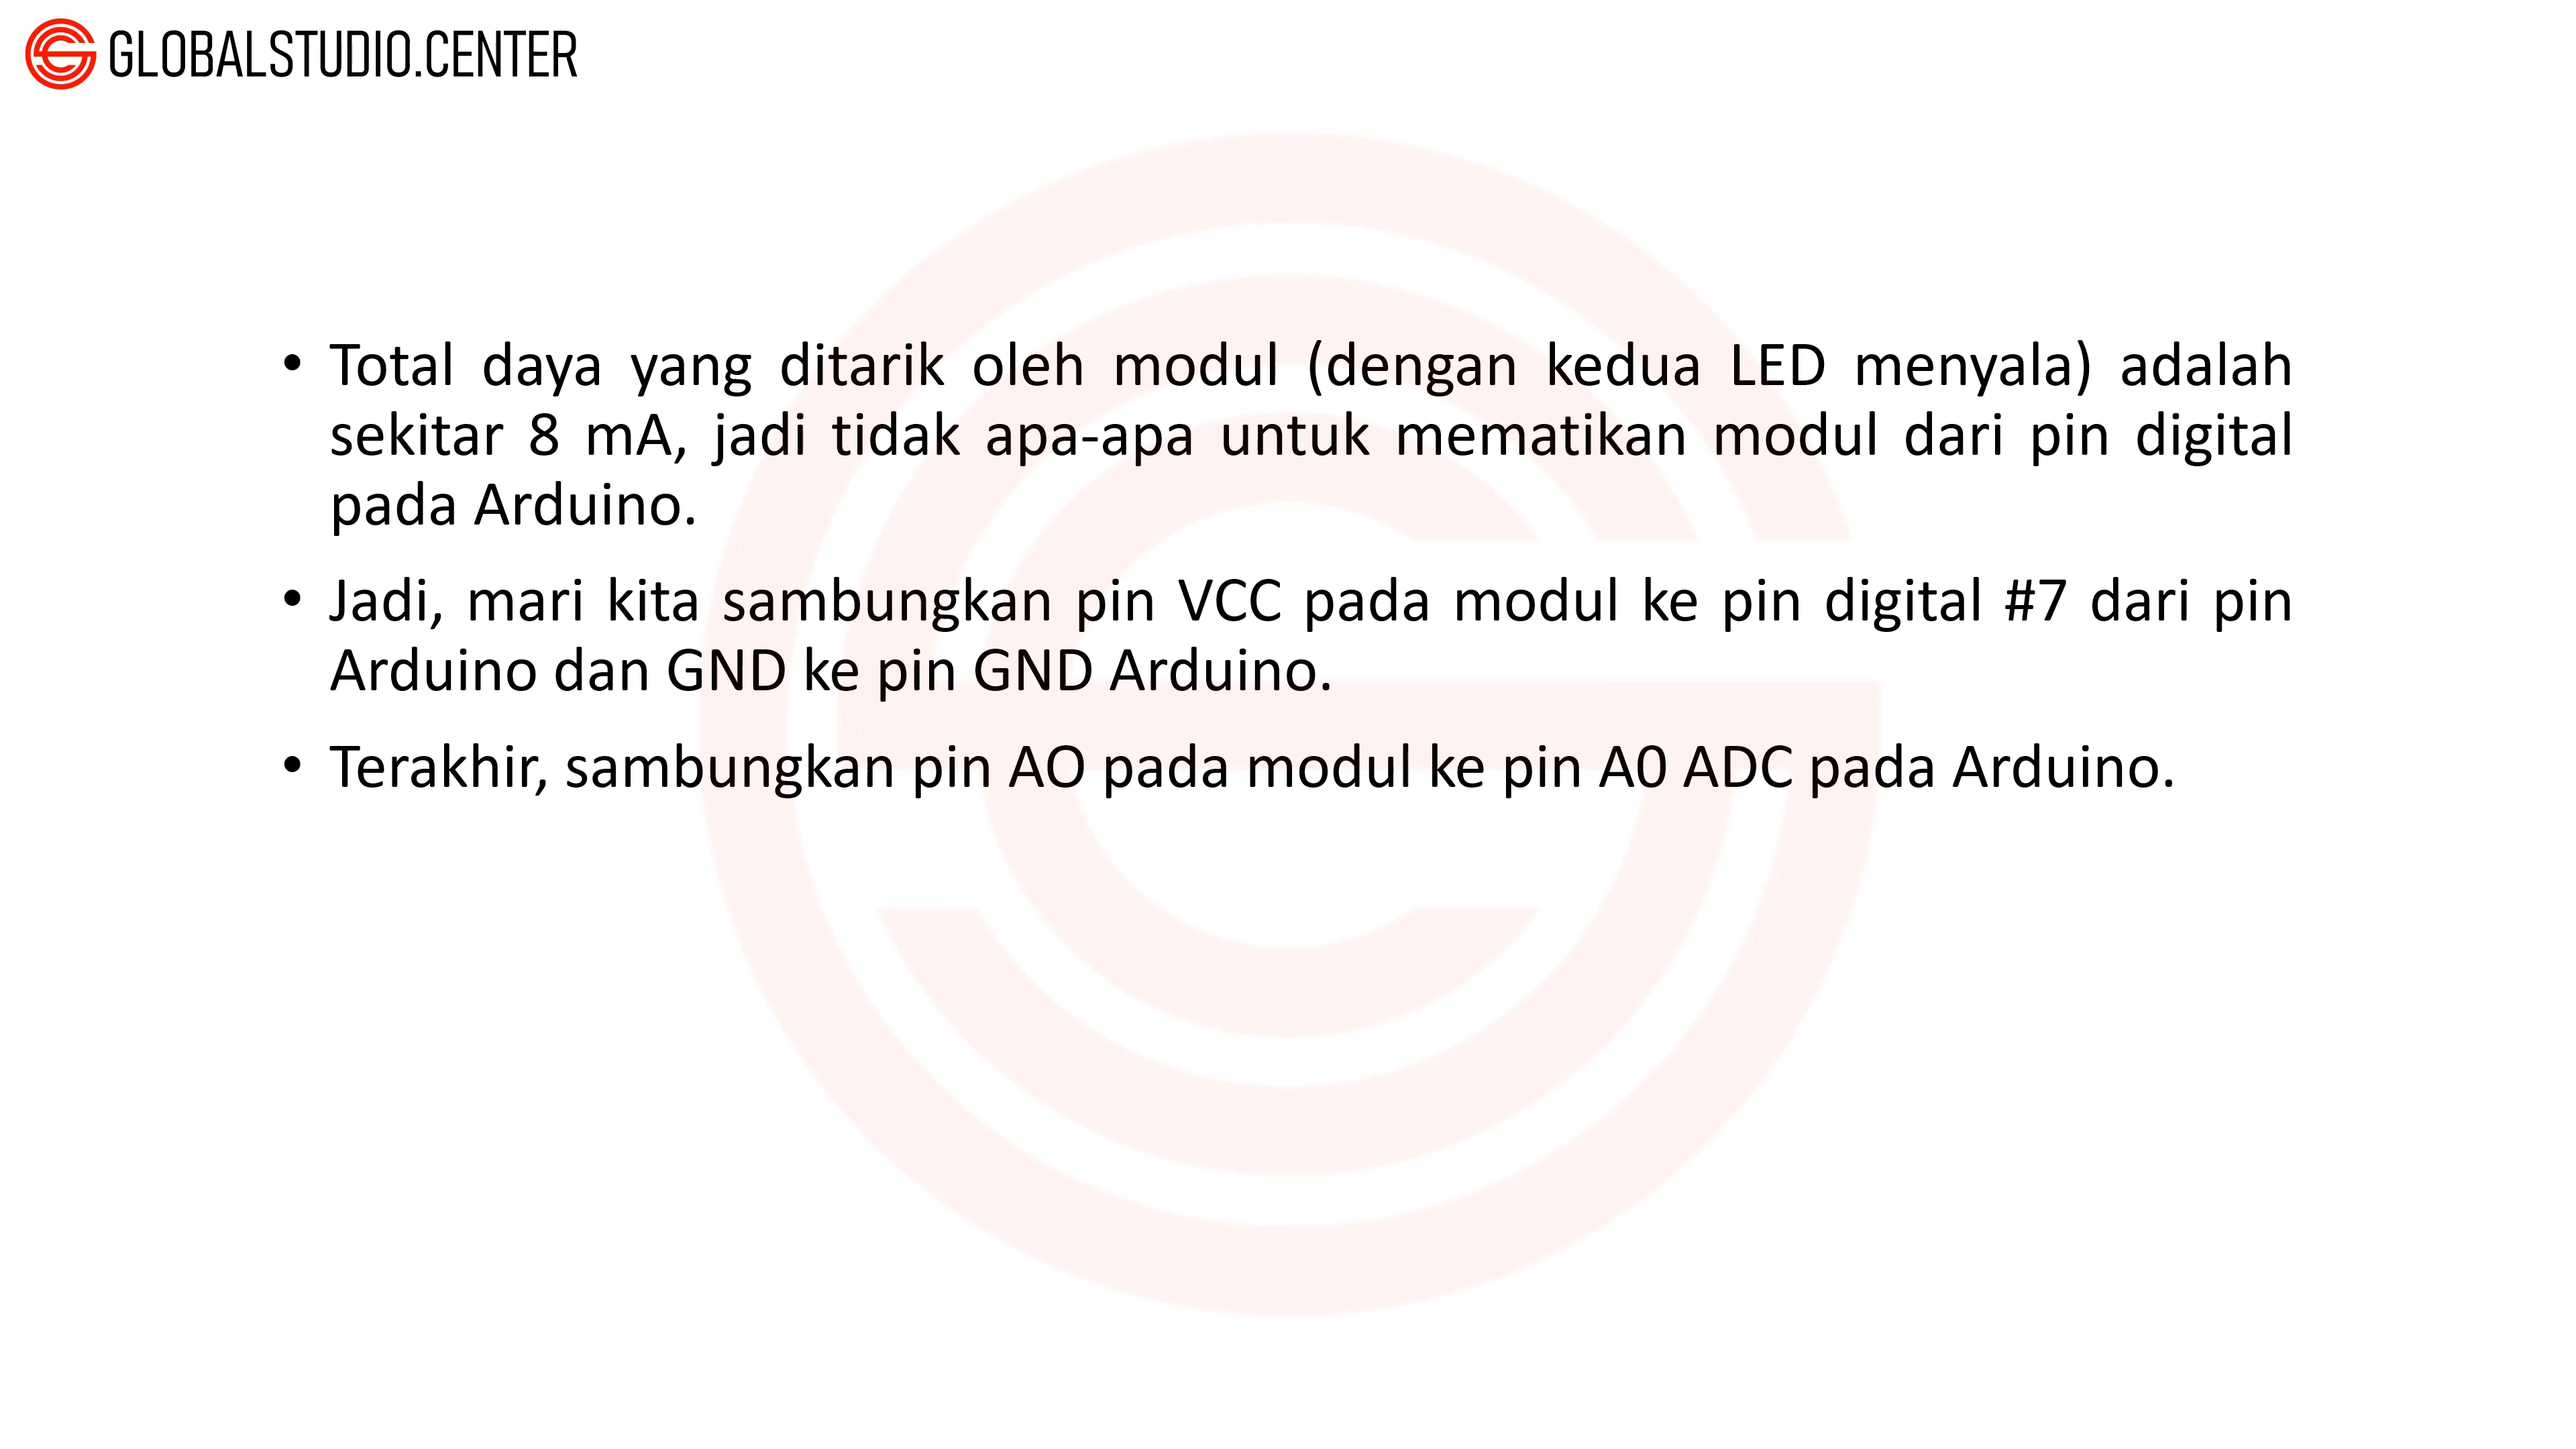 GLOBALSTUDIO.CENTER
• Total daya yang ditarik oleh modul (dengan kedua LED menyala) adalah
sekitar 8 mA, jadi tidak apa-apa untuk mematikan modul dari pin digital
pada Arduino.
• Jadi, mari kita sambungkan pin VCC pada modul ke pin digital #7 dari pin
Arduino dan GND ke pin GND Arduino.
• Terakhir, sambungkan pin AO pada modul ke pin A0 ADC pada Arduino.